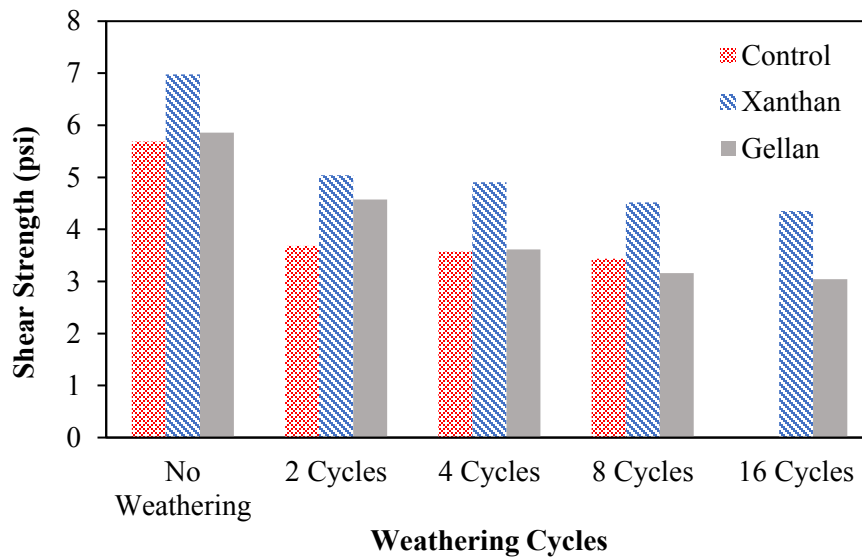 8
7
6
5
4
3
2
1
0
Shear Strength (psi)
Control
Xanthan
Gellan
No
Weathering
2 Cycles
4 Cycles
8 Cycles
16 Cycles
Weathering Cycles